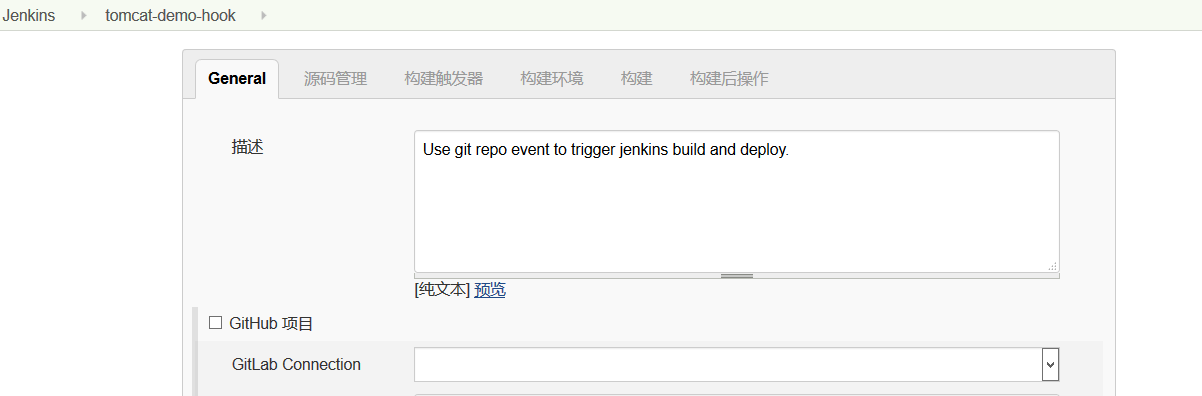 Jenkins tomcat-demo-hook
General 源码管理 构建触发器 构建环境 构建 构建后操作
描述
Use git repo event to trigger jenkins build and deploy.
[纯文本] 预览
GitHub 项目
GitLab Connection